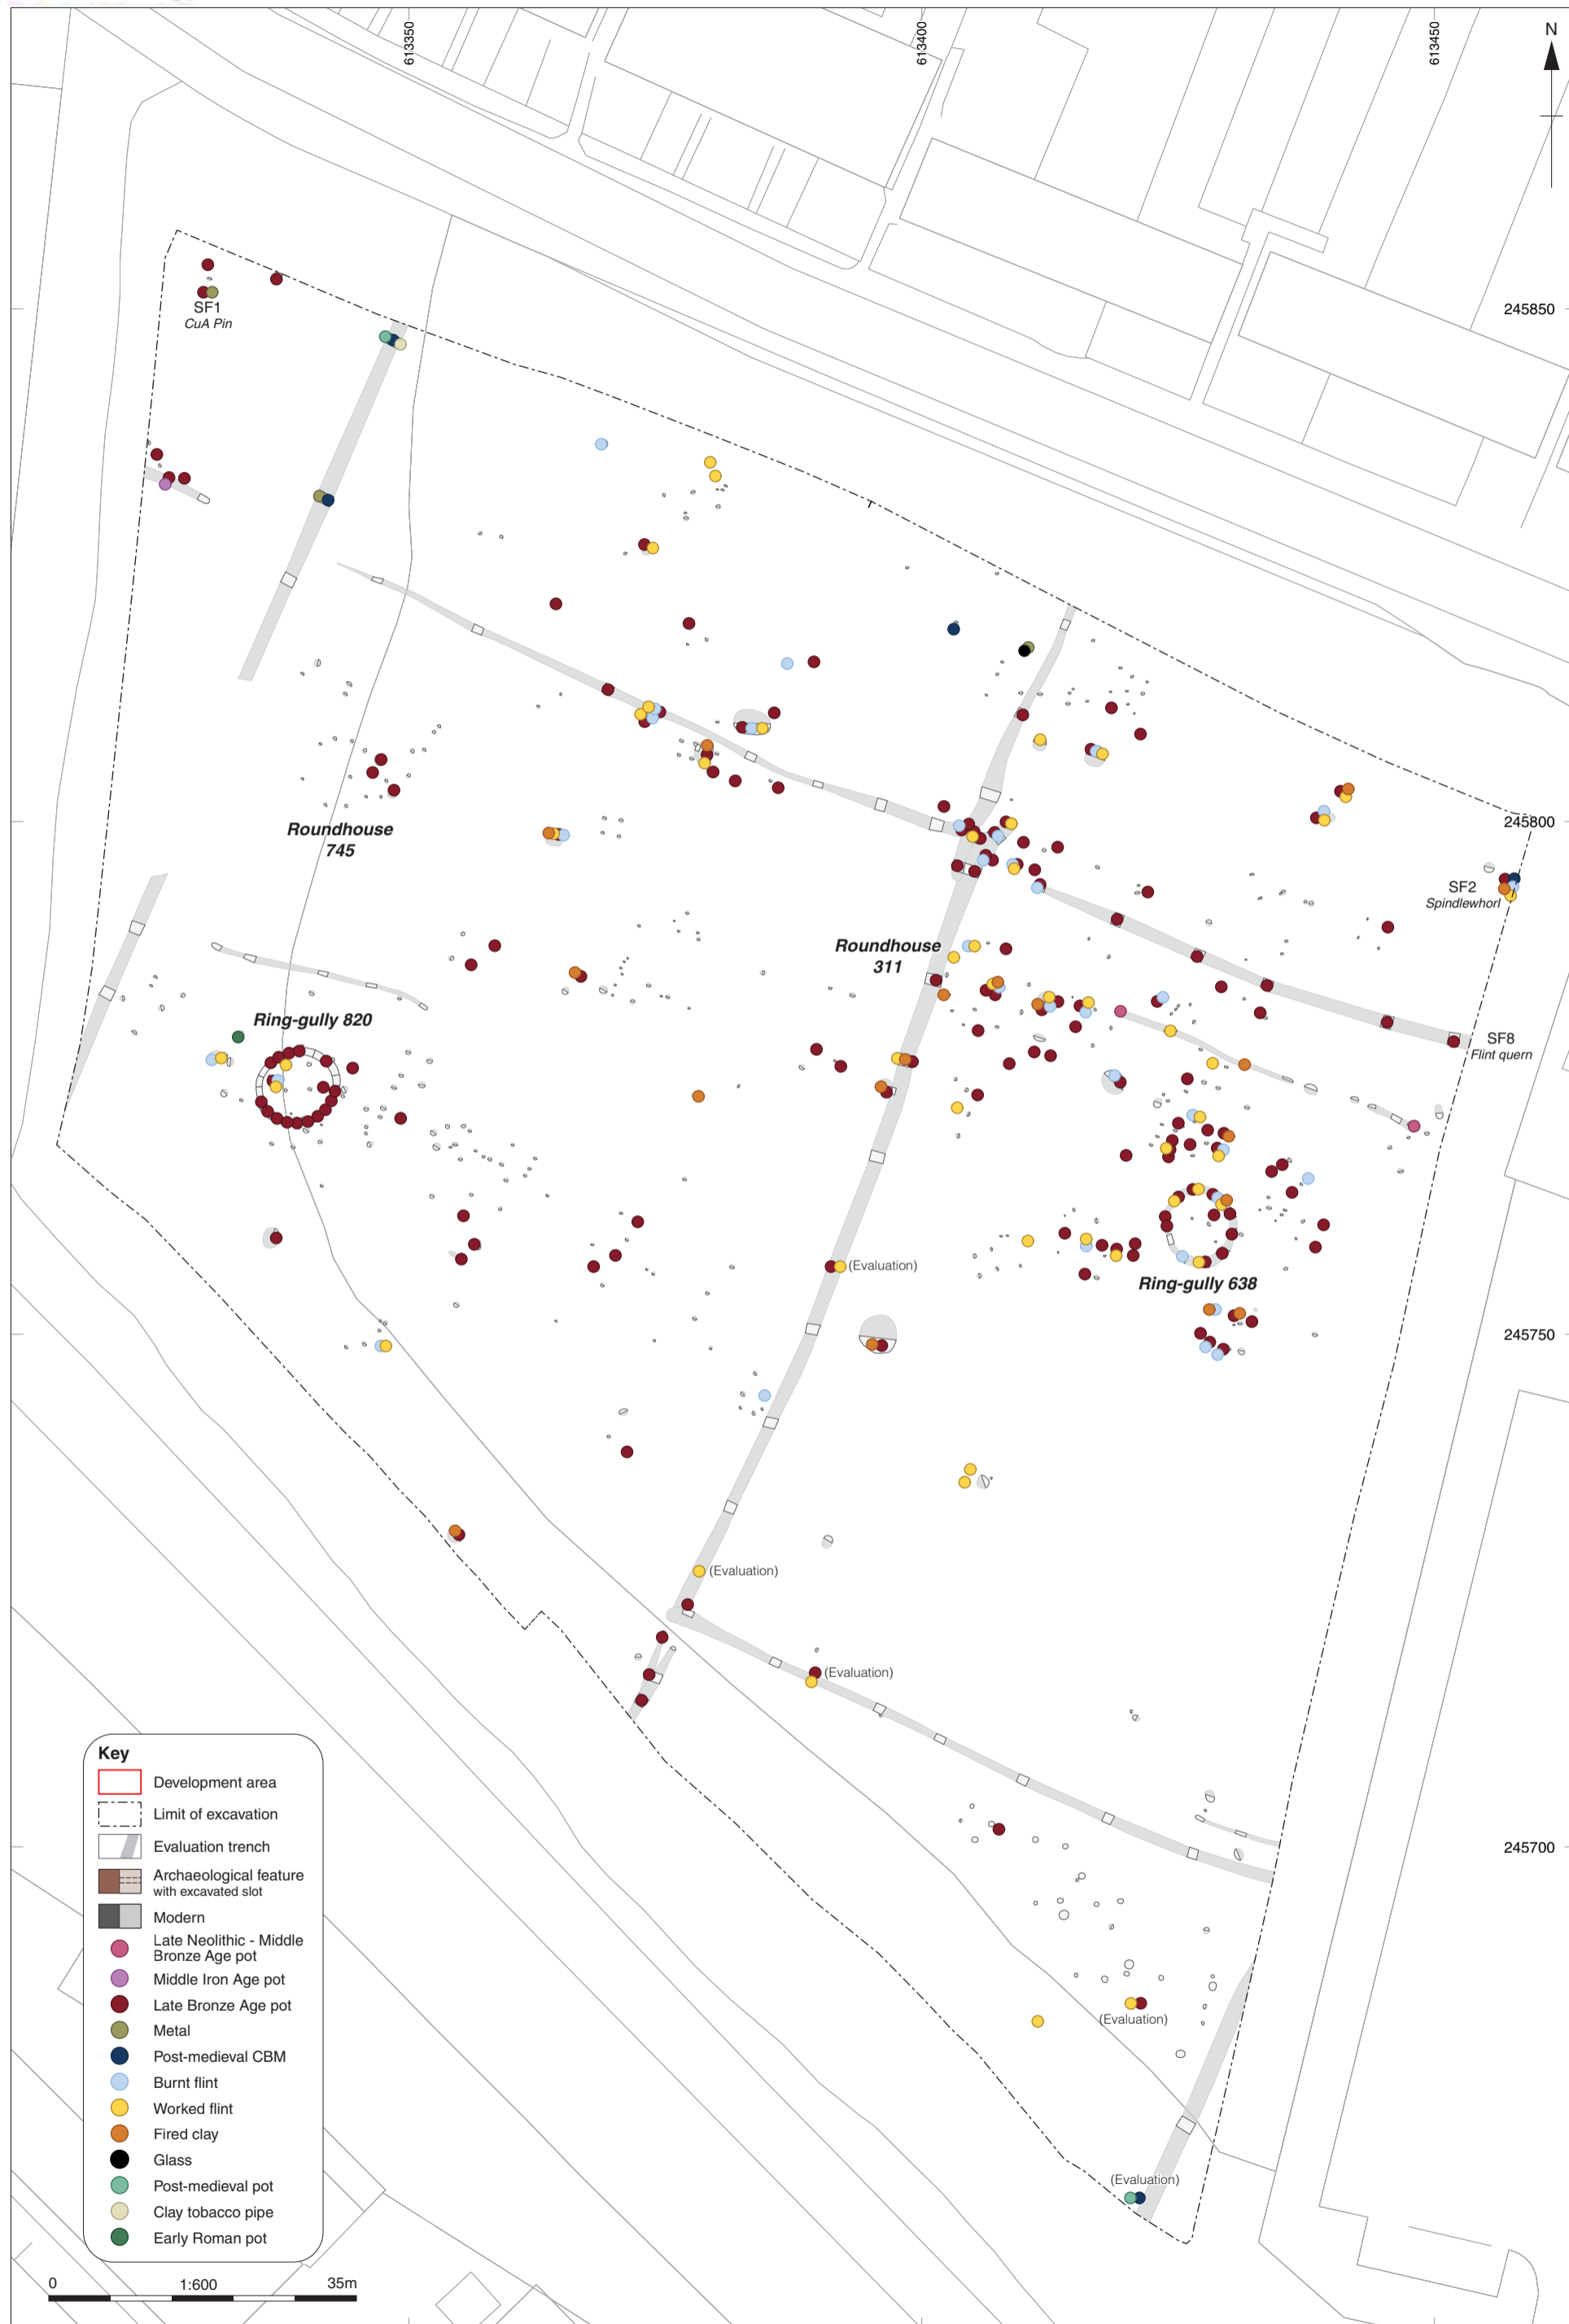 613350
613400
613450
N
245850
SF1
CuA Pin
245800
Roundhouse
745
SF2
Spindlewhorl
Roundhouse
311
Ring-gully 820
SF8
Flint quern
(Evaluation)
Ring-gully 638
245750
(Evaluation)
(Evaluation)
245700
(Evaluation)
(Evaluation)
Key
Development area
Limit of excavation
Evaluation trench
Archaeological feature
with excavated slot
Modern
Late Neolithic - Middle
Bronze Age pot
Middle Iron Age pot
Late Bronze Age pot
Metal
Post-medieval CBM
Burnt flint
Worked flint
Fired clay
Glass
Post-medieval pot
Clay tobacco pipe
Early Roman pot
0 1:600 35m